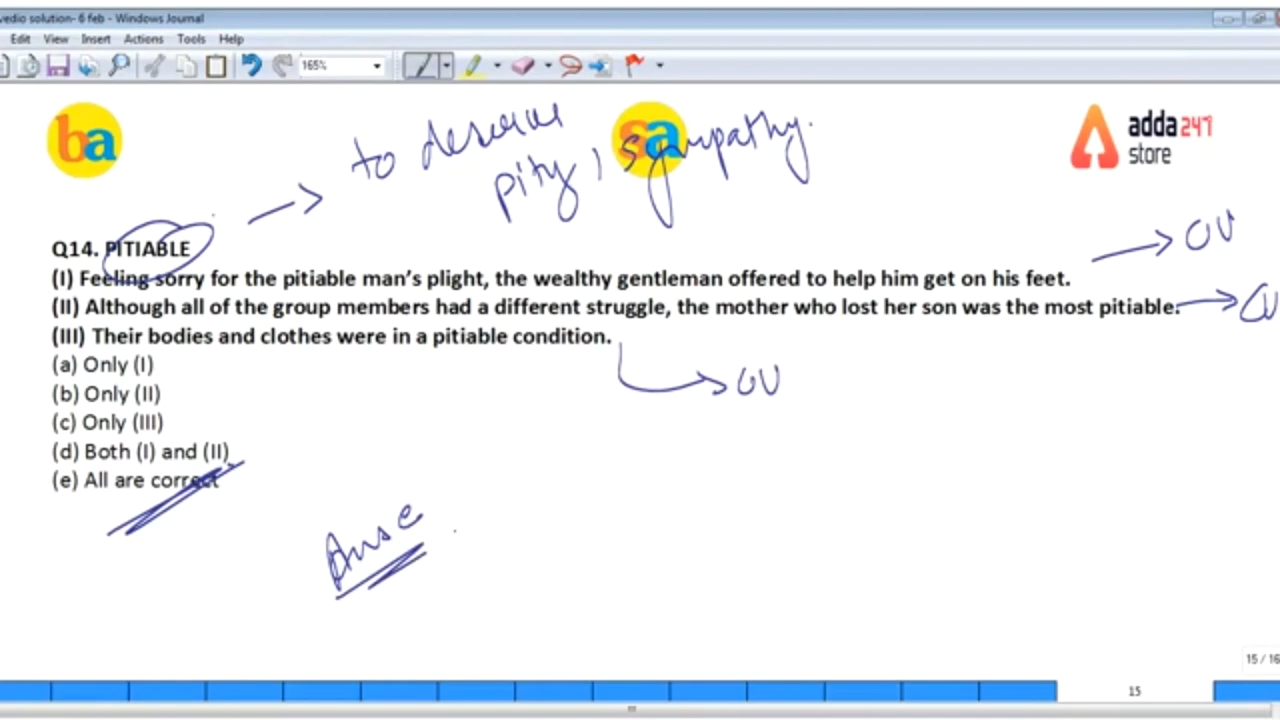 vedio solution- 6 feb - Windows Journal
Edit View Insert Actions Tools Help
165%
ba
sa
adda247
store
to deserve
pity, sympathy.
Q14. PITIABLE
(I) Feeling sorry for the pitiable man's plight, the wealthy gentleman offered to help him get on his feet.
(II) Although all of the group members had a different struggle, the mother who lost her son was the most pitiable.
(III) Their bodies and clothes were in a pitiable condition.
(a) Only (I)
(b) Only (II)
(c) Only (III)
(d) Both (I) and (II)
(e) All are correct
Ans e
15 / 16
15